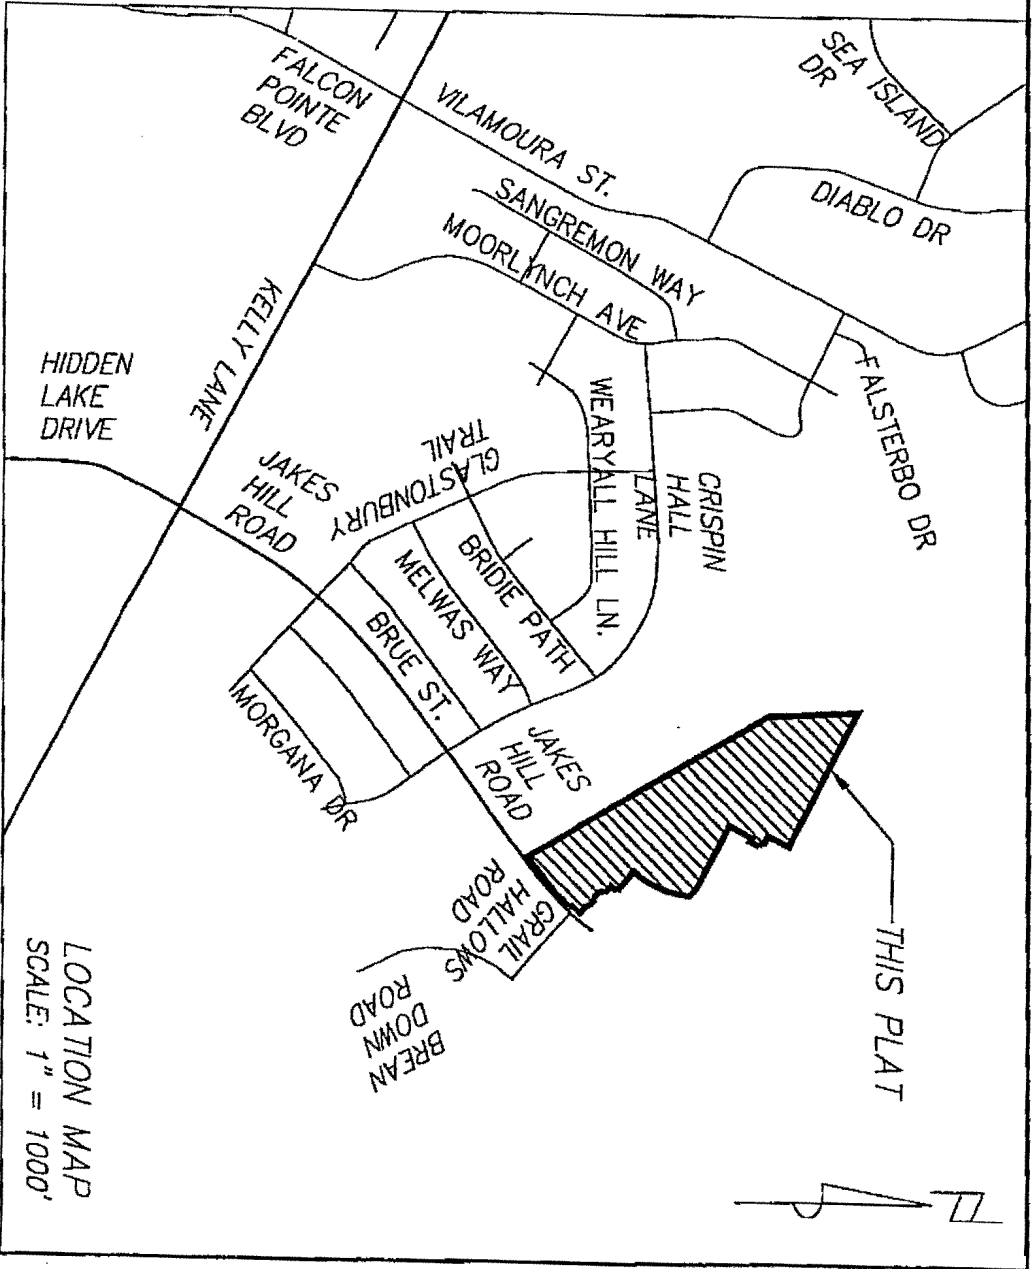 SEA ISLAND
DR
FALCON
POINTE
BLVD
VILAMOURA ST.
DIABLO DR
SANGREMON WAY
MOORLYNCH AVE
KELLY LANE
HIDDEN
LAKE
DRIVE
FALSTERBO DR
WEARYALL HILL LN.
CRISPIN
HALL
LANE
GLASTONBURY
TRAIL
JAKES
HILL
ROAD
BRIDIE PATH
MELWAS WAY
BRUE ST.
MORGANA DR
JAKES
HILL
ROAD
GRAIL
HALLOWS
ROAD
BREAN
DOWN
ROAD
THIS PLAT
N
LOCATION MAP
SCALE: 1" = 1000'